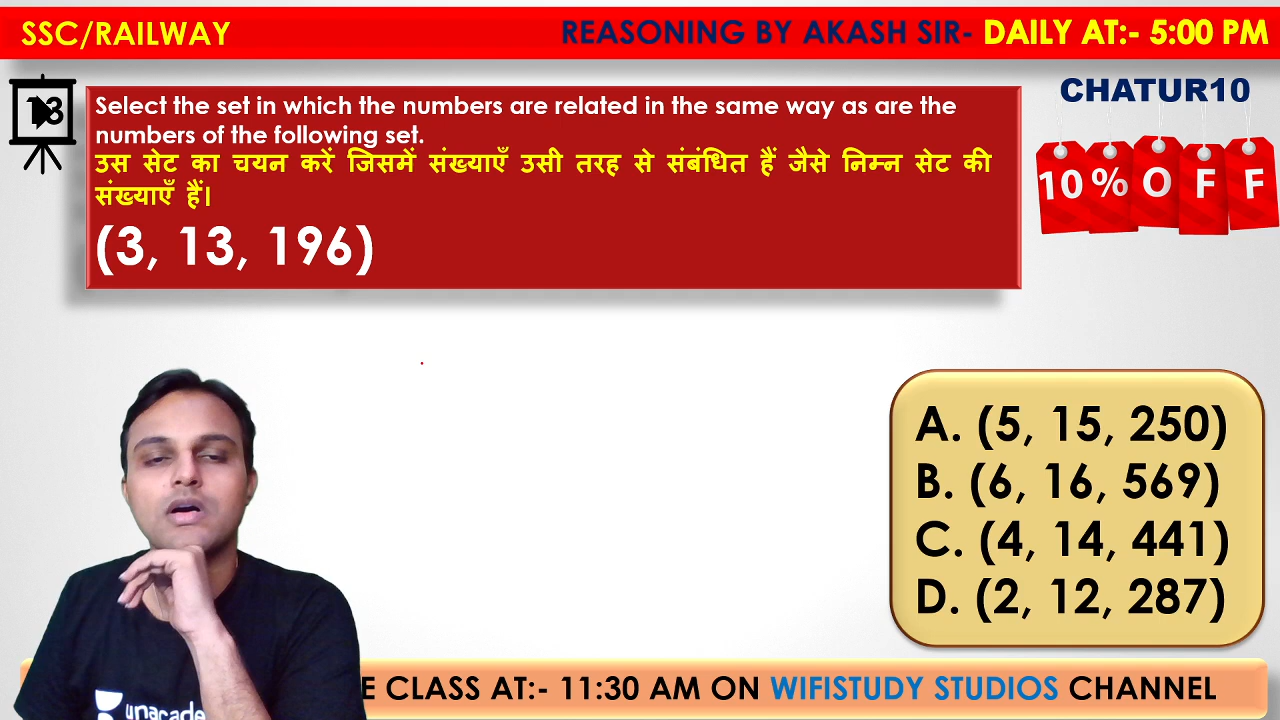 SSC/RAILWAY
REASONING BY AKASH SIR- DAILY AT:- 5:00 PM
CHATUR10
10% OFF
Select the set in which the numbers are related in the same way as are the
numbers of the following set.
उस सेट का चयन करें जिसमें संख्याएँ उसी तरह से संबंधित हैं जैसे निम्न सेट की
संख्याएँ हैं।
(3, 13, 196)
A. (5, 15, 250)
B. (6, 16, 569)
C. (4, 14, 441)
D. (2, 12, 287)
E CLASS AT:- 11:30 AM ON WIFISTUDY STUDIOS CHANNEL
unacade